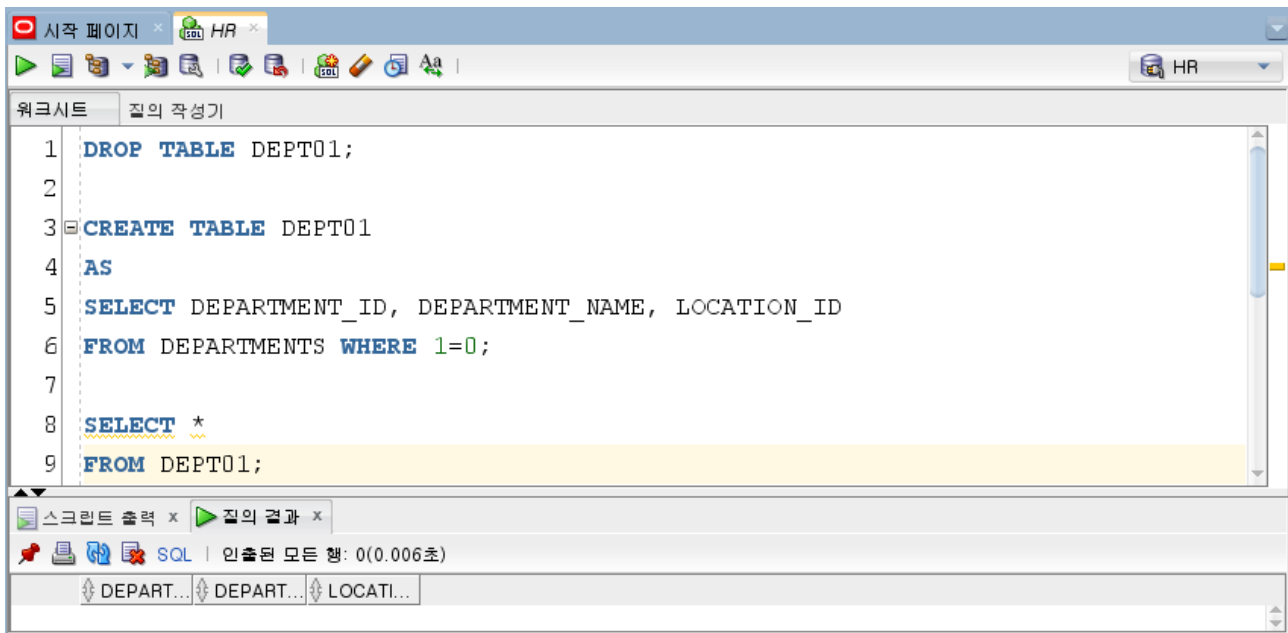 시작 페이지 HR
HR
워크시트 질의 작성기
1 DROP TABLE DEPT01;
2
3 CREATE TABLE DEPT01
4 AS
5 SELECT DEPARTMENT_ID, DEPARTMENT_NAME, LOCATION_ID
6 FROM DEPARTMENTS WHERE 1=0;
7
8 SELECT *
9 FROM DEPT01;
스크립트 출력 x 질의 결과 x
SQL | 인출된 모든 행: 0(0.006초)
DEPART... DEPART... LOCATI...